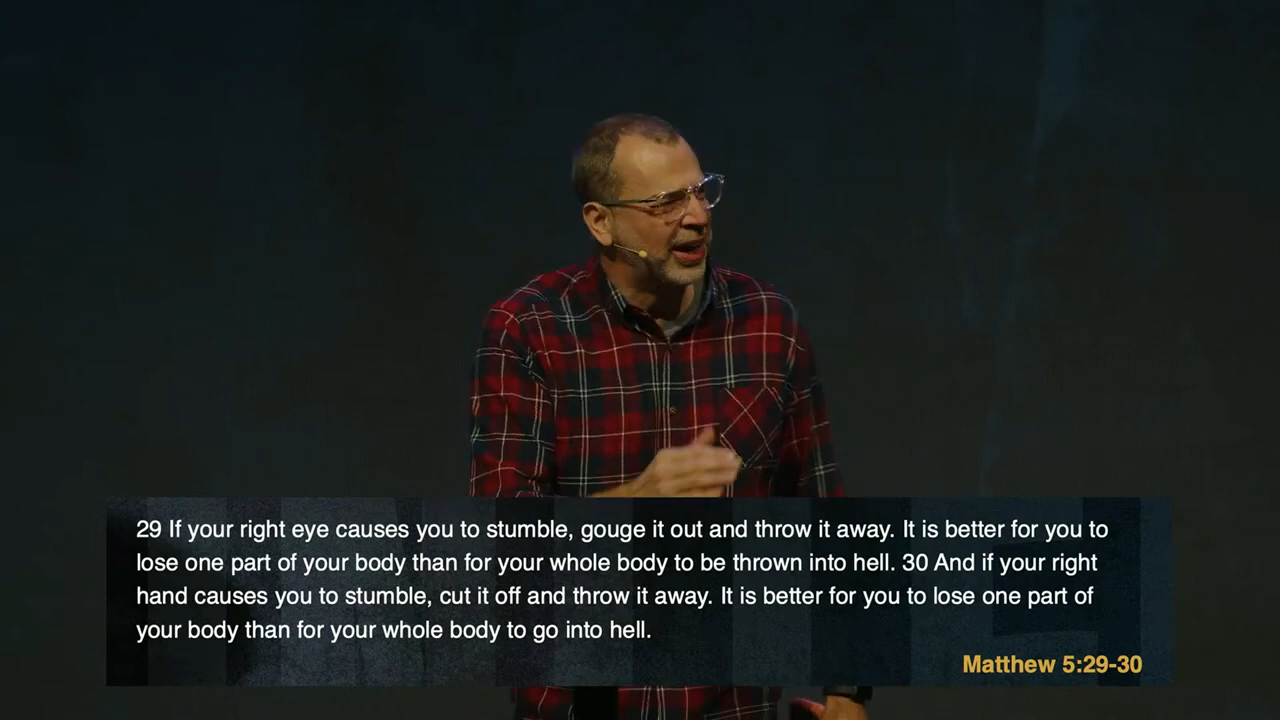 29 If your right eye causes you to stumble, gouge it out and throw it away. It is better for you to
lose one part of your body than for your whole body to be thrown into hell. 30 And if your right
hand causes you to stumble, cut it off and throw it away. It is better for you to lose one part of
your body than for your whole body to go into hell.
Matthew 5:29-30